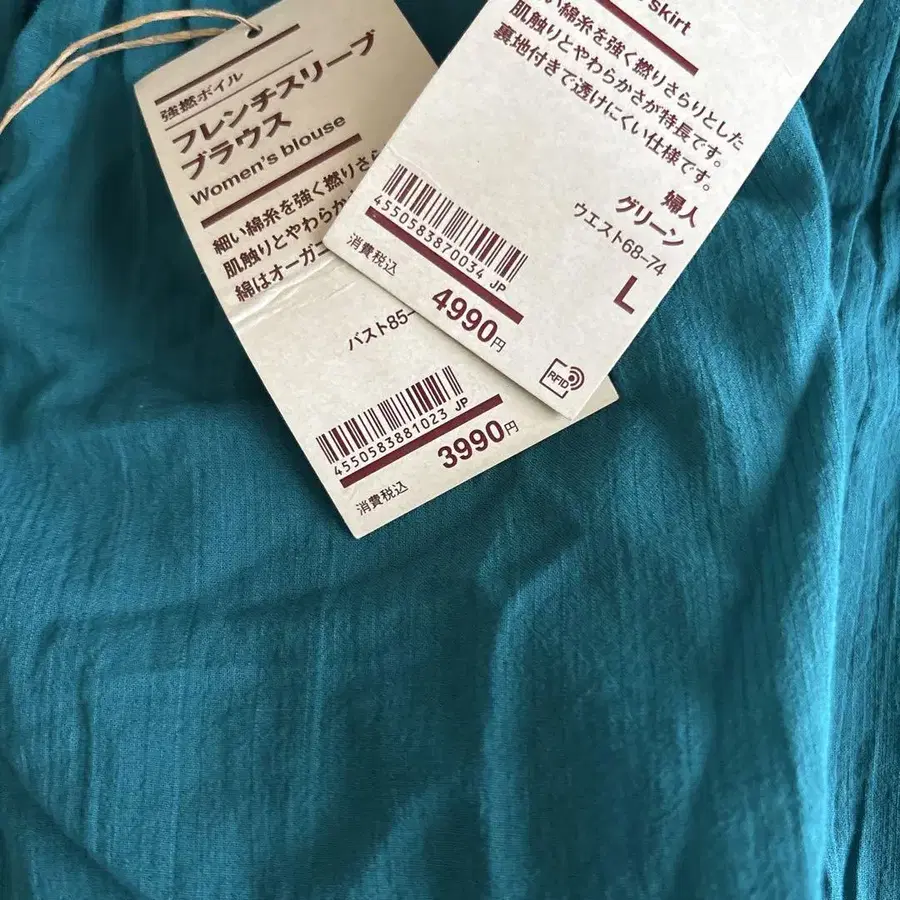 強撚ボイル
フレンチスリーブ
ブラウス
Women's blouse
細い綿糸を強く撚りさら
肌触りとやわらか
綿はオーガニ
バスト85-
4550583881023 JP
消費税込
3990円
skirt
い綿糸を強く撚りさらりとした
肌触りとやわらかさが特長です。
裏地付きで透けにくい仕様です。
婦人
グリーン
ウエスト68-74
L
4550583870034 JP
消費税込
4990円
RFID